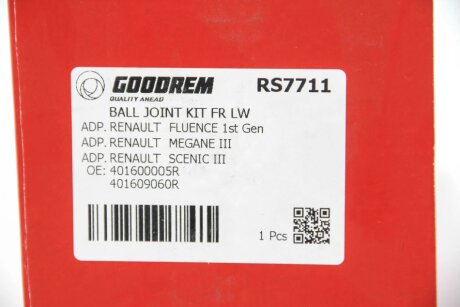 GOODREM RS7711
QUALITY AHEAD
BALL JOINT KIT FR LW
ADP. RENAULT FLUENCE 1st Gen
ADP. RENAULT MEGANE III
ADP. RENAULT SCENIC III
OE: 401600005R
401609060R
1 Pcs